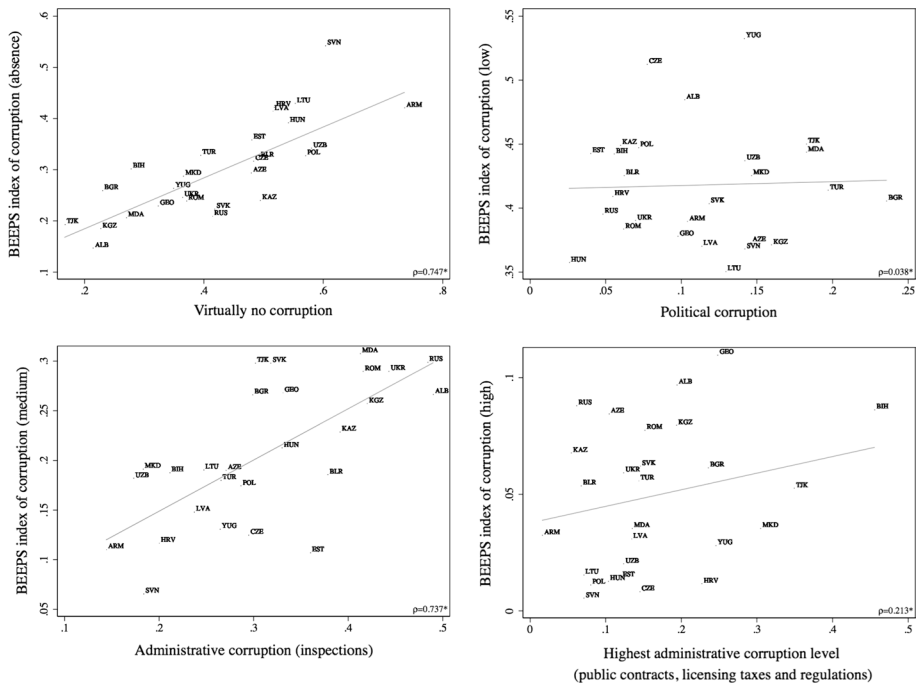 BEEPS index of corruption (absence)
.6
.5
.4
.3
.2
.1
SVN
HRV LTU
LVA
ARM
HUN
EST
UZB
TUR
BLR
POL
CZE
BIH
AZE
MKD
YUG
BGR
UKR
ROM
KAZ
GEO
SVK
MDA
RUS
TJK
KGZ
ALB
ρ=0.747*
.2 .4 .6 .8
Virtually no corruption
BEEPS index of corruption (low)
.55
.5
.45
.4
.35
YUG
CZE
ALB
KAZ POL
TJK
EST BIH
MDA
UZB
BLR
MKD
TUR
HRV
BGR
SVK
RUS
UKR
ARM
ROM
GEO
AZE
LVA
SVN
KGZ
HUN
LTU
ρ=0.038*
0 .05 .1 .15 .2 .25
Political corruption
BEEPS index of corruption (medium)
.3
.25
.2
.15
.1
.05
MDA
TJK SVK
RUS
ROM UKR
BGR GEO
ALB
KGZ
KAZ
HUN
MKD
BIH
LTU AZE
BLR
UZB
TUR
POL
LVA
YUG
CZE
HRV
ARM
EST
SVN
ρ=0.737*
.1 .2 .3 .4 .5
Administrative corruption (inspections)
BEEPS index of corruption (high)
.1
.05
0
GEO
ALB
RUS
AZE
BIH
ROM
KGZ
KAZ
SVK
BGR
UKR
BLR
TUR
TJK
MDA
MKD
ARM
LVA
YUG
UZB
LTU
EST
POL
HUN
HRV
CZE
SVN
ρ=0.213*
0 .1 .2 .3 .4 .5
Highest administrative corruption level
(public contracts, licensing taxes and regulations)